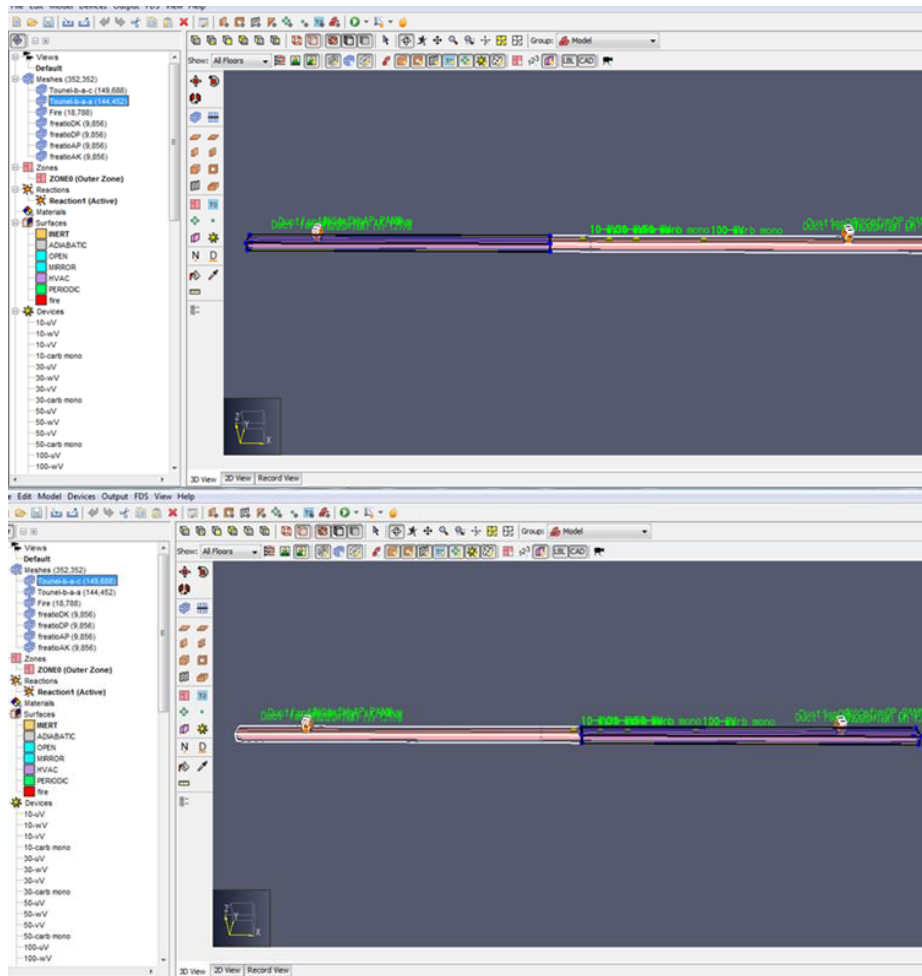 File Edit Model Devices Output FDS View Help
Group: Model
Show: All Floors
LBL CAD
Views
Default
Meshes (352,352)
Tounel-b-a-c (149,688)
Tounel-b-a-a (144,452)
Fire (18,788)
freatioDK (9,856)
freatioDP (9,856)
freatioAP (9,856)
freatioAK (9,856)
Zones
ZONE0 (Outer Zone)
Reactions
Reaction1 (Active)
Materials
Surfaces
INERT
ADIABATIC
OPEN
MIRROR
HVAC
PERIODIC
fire
Devices
10-uV
10-wV
10-vV
10-carb mono
30-uV
30-wV
30-vV
30-carb mono
50-uV
50-wV
50-vV
50-carb mono
100-uV
100-wV
N D
Z
Y
X
3D View 2D View Record View
Edit Model Devices Output FDS View Help
Group: Model
Show: All Floors
LBL CAD
Views
Default
Meshes (352,352)
Tounel-b-a-c (149,688)
Tounel-b-a-a (144,452)
Fire (18,788)
freatioDK (9,856)
freatioDP (9,856)
freatioAP (9,856)
freatioAK (9,856)
Zones
ZONE0 (Outer Zone)
Reactions
Reaction1 (Active)
Materials
Surfaces
INERT
ADIABATIC
OPEN
MIRROR
HVAC
PERIODIC
fire
Devices
10-uV
10-wV
10-vV
10-carb mono
30-uV
30-wV
30-vV
30-carb mono
50-uV
50-wV
50-vV
50-carb mono
100-uV
100-wV
N D
Z
Y
X
3D View 2D View Record View